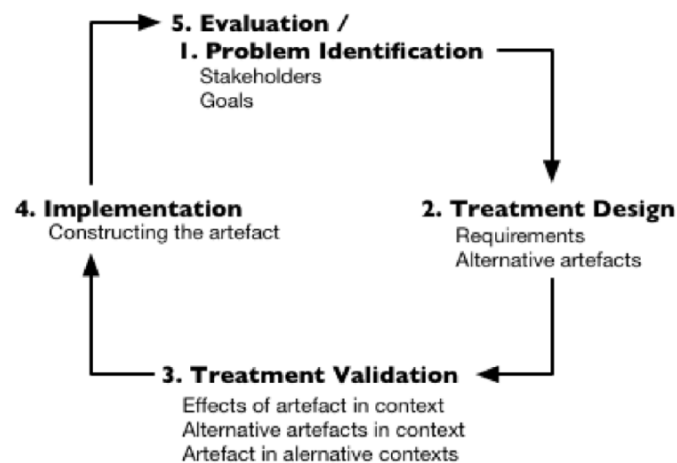 5. Evaluation /
1. Problem Identification
Stakeholders
Goals
2. Treatment Design
Requirements
Alternative artefacts
3. Treatment Validation
Effects of artefact in context
Alternative artefacts in context
Artefact in alernative contexts
4. Implementation
Constructing the artefact